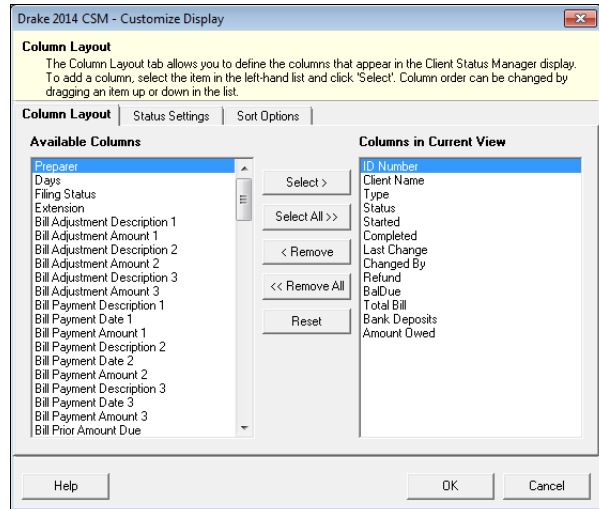 Drake 2014 CSM - Customize Display
Column Layout
The Column Layout tab allows you to define the columns that appear in the Client Status Manager display.
To add a column, select the item in the left-hand list and click 'Select'. Column order can be changed by
dragging an item up or down in the list.
Column Layout
Status Settings
Sort Options
Available Columns
Preparer
Days
Filing Status
Extension
Bill Adjustment Description 1
Bill Adjustment Amount 1
Bill Adjustment Description 2
Bill Adjustment Amount 2
Bill Adjustment Description 3
Bill Adjustment Amount 3
Bill Payment Description 1
Bill Payment Date 1
Bill Payment Amount 1
Bill Payment Description 2
Bill Payment Date 2
Bill Payment Amount 2
Bill Payment Description 3
Bill Payment Date 3
Bill Payment Amount 3
Bill Prior Amount Due
Select >
Select All >>
< Remove
<< Remove All
Reset
Columns in Current View
ID Number
Client Name
Type
Status
Started
Completed
Last Change
Changed By
Refund
BalDue
Total Bill
Bank Deposits
Amount Owed
Help
OK
Cancel